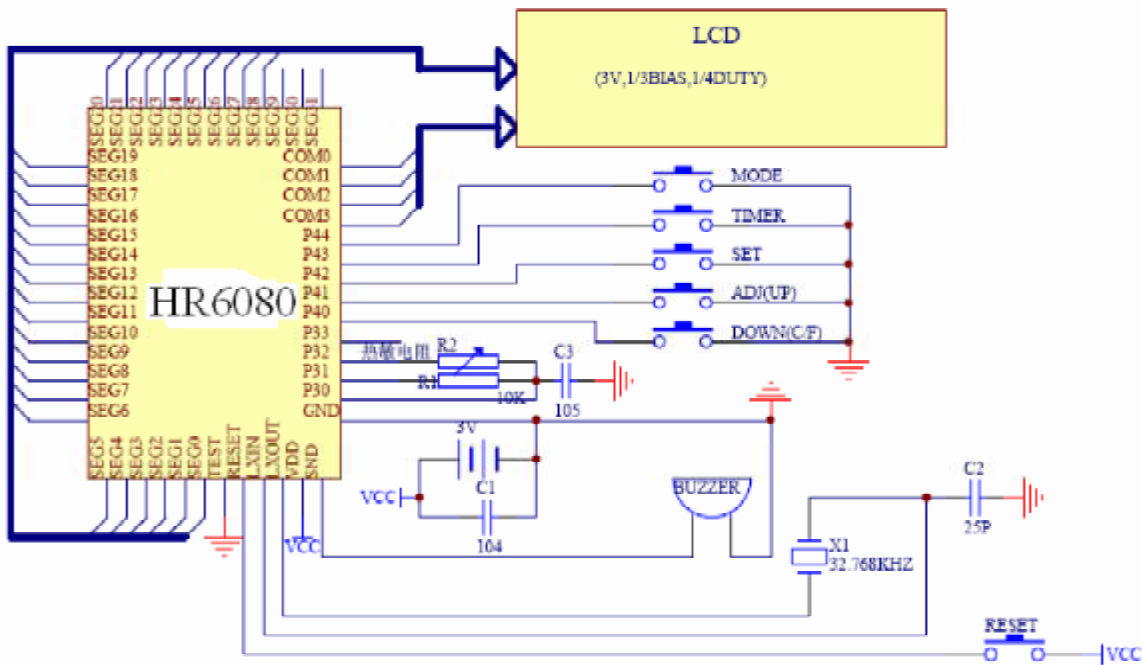 LCD
(3V,1/3BIAS,1/4DUTY)
SEG20
SEG21
SEG22
SEG23
SEG24
SEG25
SEG26
SEG27
SEG28
SEG29
SEG30
SEG31
SEG19
SEG18
SEG17
SEG16
SEG15
SEG14
SEG13
SEG12
SEG11
SEG10
SEG9
SEG8
SEG7
SEG6
COM0
COM1
COM2
COM3
P44
P43
P42
P41
P40
P33
P32
P31
P30
GND
HR6080
SEG5
SEG4
SEG3
SEG2
SEG1
SEG0
TEST
RESET
LXIN
LXOUT
VDD
SND
MODE
TIMER
SET
ADJ(UP)
DOWN(C/F)
热敏电阻
R2
R1
10K
C3
105
3V
VCC
C1
104
BUZZER
VCC
X1
32.768KHZ
C2
25P
RESET
VCC